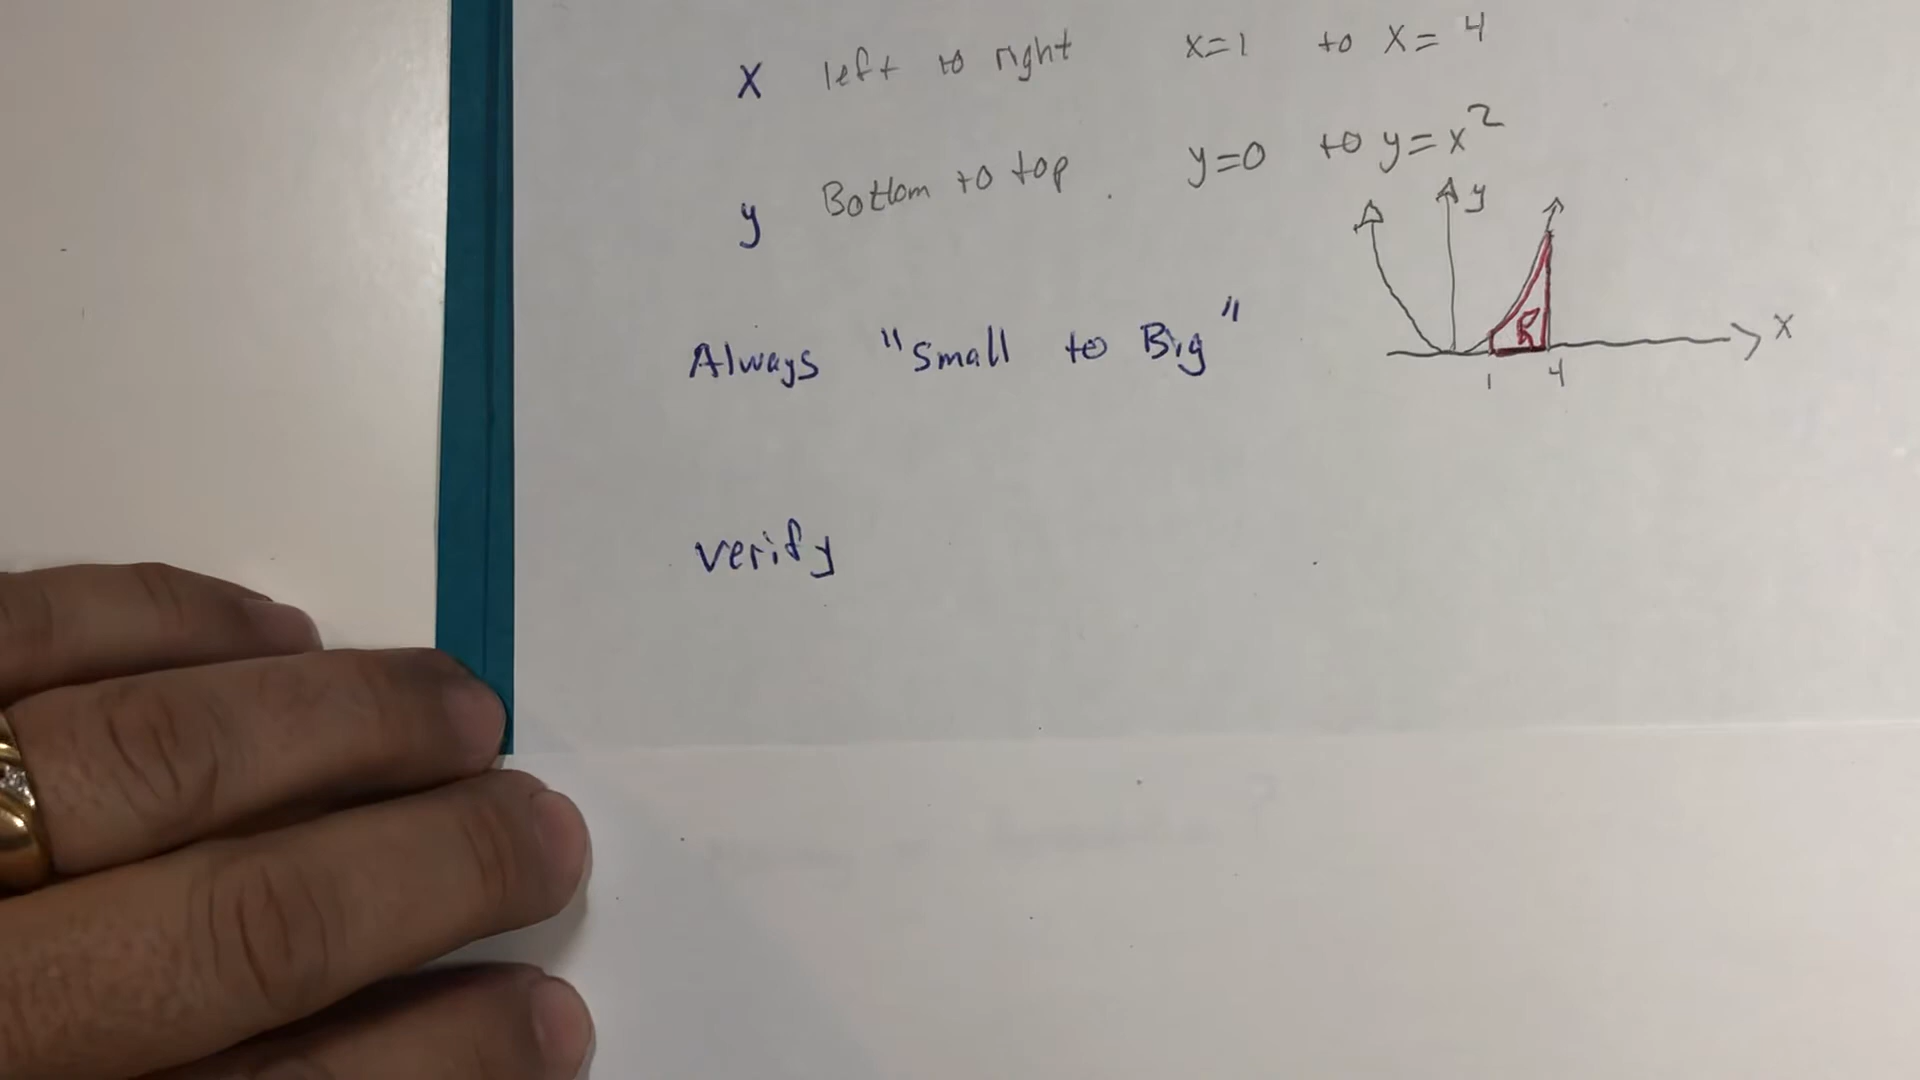 x left to right x=1 to x=4
y Bottom to top. y=0 to y=x²
y
Always "Small to Big"
R
x
1 4
verify